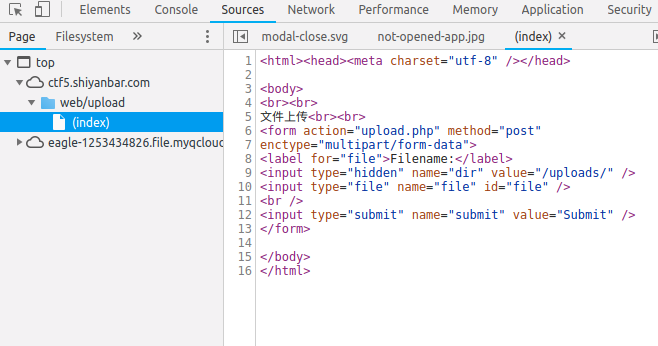 Elements Console Sources Network Performance Memory Application Security
Page Filesystem » modal-close.svg not-opened-app.jpg (index) ×
top
ctf5.shiyanbar.com
web/upload
(index)
eagle-1253434826.file.myqcloud
1 <html><head><meta charset="utf-8" /></head>
2
3 <body>
4 <br><br>
5 文件上传<br><br>
6 <form action="upload.php" method="post"
7 enctype="multipart/form-data">
8 <label for="file">Filename:</label>
9 <input type="hidden" name="dir" value="/uploads/" />
10 <input type="file" name="file" id="file" />
11 <br />
12 <input type="submit" name="submit" value="Submit" />
13 </form>
14
15 </body>
16 </html>